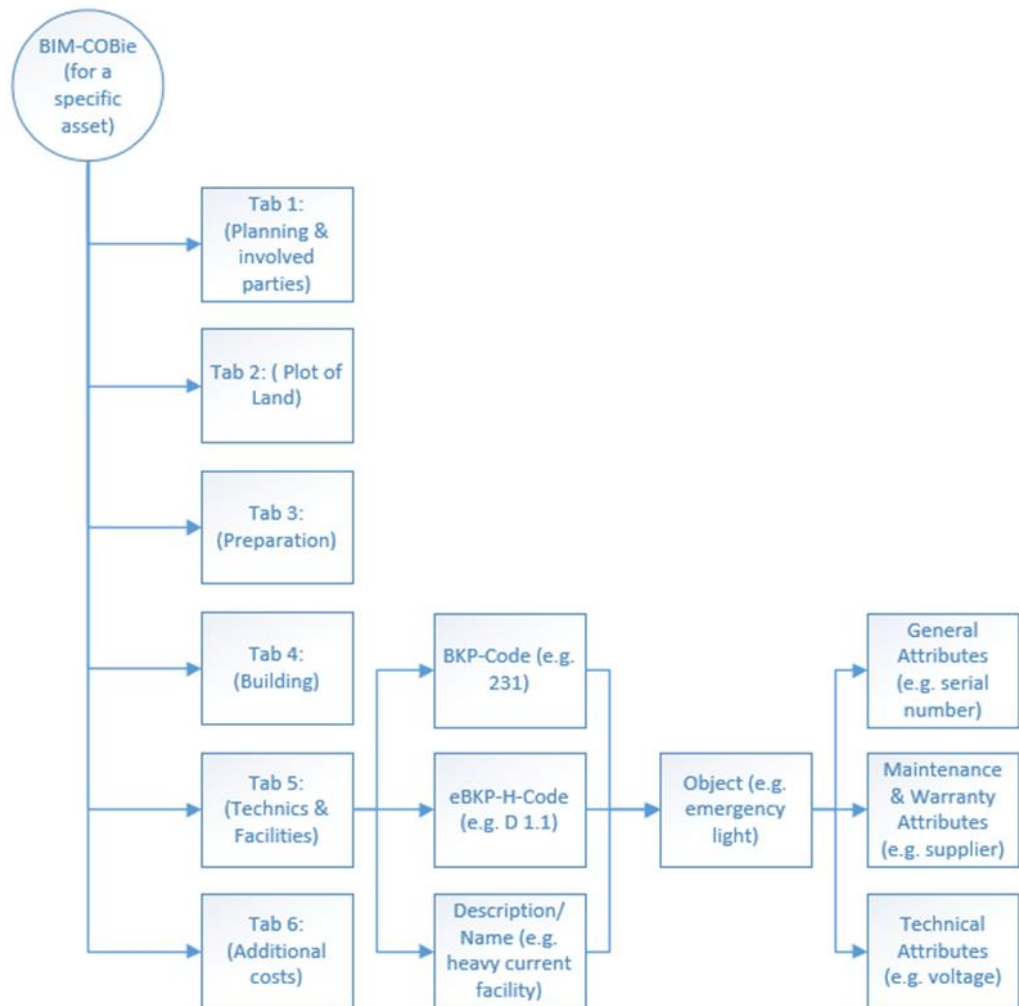 BIM-COBie
(for a
specific
asset)
Tab 1:
(Planning &
involved
parties)
Tab 2: ( Plot of
Land)
Tab 3:
(Preparation)
Tab 4:
(Building)
BKP-Code (e.g.
231)
General
Attributes
(e.g. serial
number)
Tab 5:
(Technics &
Facilities)
eBKP-H-Code
(e.g. D 1.1)
Object (e.g.
emergency
light)
Maintenance
& Warranty
Attributes
(e.g. supplier)
Tab 6:
(Additional
costs)
Description/
Name (e.g.
heavy current
facility)
Technical
Attributes
(e.g. voltage)